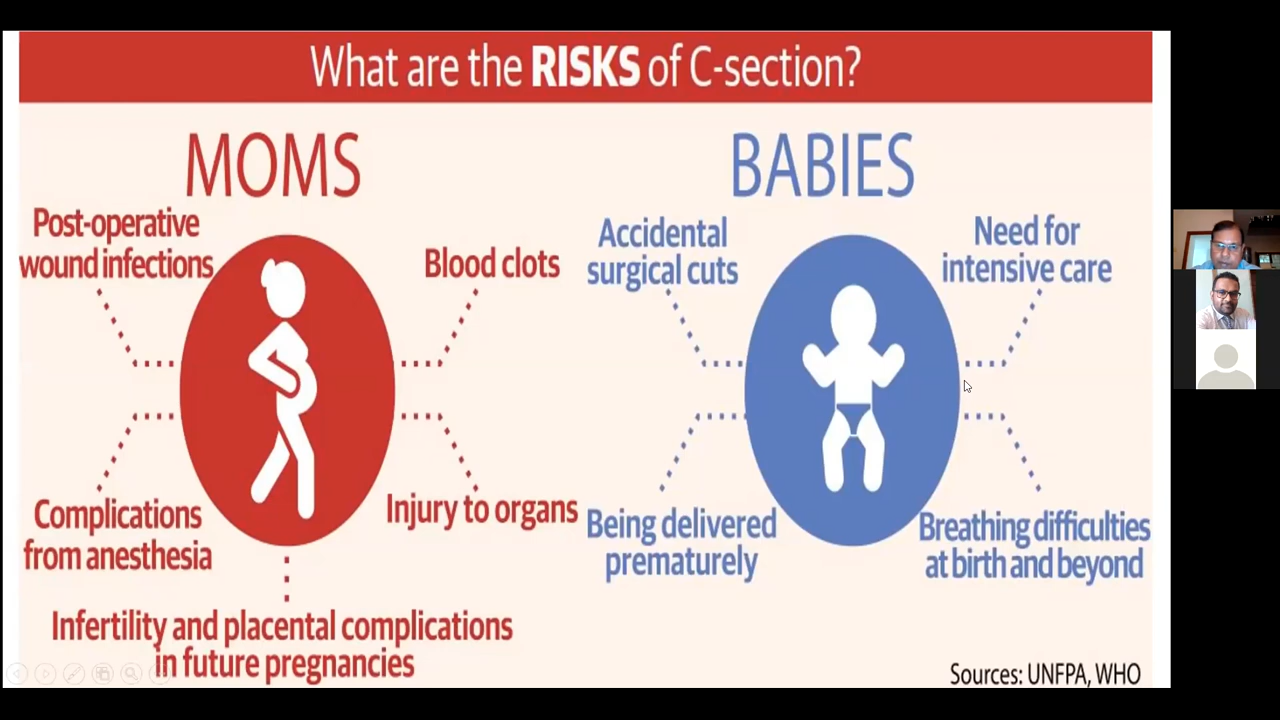 What are the RISKS of C-section?
MOMS
Post-operative
wound infections
Blood clots
Complications
from anesthesia
Injury to organs
Infertility and placental complications
in future pregnancies
BABIES
Accidental
surgical cuts
Need for
intensive care
Being delivered
prematurely
Breathing difficulties
at birth and beyond
Sources: UNFPA, WHO